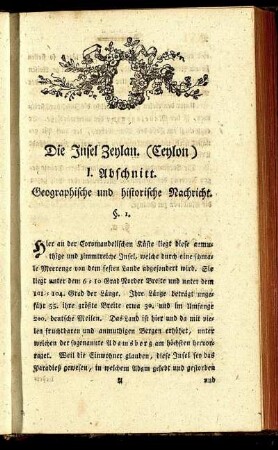 Die Insel Zeylan. (Ceylon)
I. Abschnitt.
Geographische und historische Nachricht.
§. 1.
Hier an der Coromandelischen Küste liegt diese anmu-
thige und zimmtreiche Insel, welche durch eine schma-
le Meerenge von dem festen Lande abgesondert wird. Sie
liegt unter dem 6 = 10 Grad Norder Breite und unter dem
101 = 104. Grad der Länge. Ihre Länge beträgt unge-
fähr 55. ihre größte Breite etwa 30. und im Umfang
200. deutsche Meilen. Das Land ist hier und da mit vie-
len fruchtbaren und anmuthigen Bergen erhöhet, unter
welchen der sogenannte Adamsberg am höchsten hervor-
raget. Weil die Einwohner glauben, diese Insel sey das
Paradieß gewesen, in welchem Adam gelebt und gestorben
A und